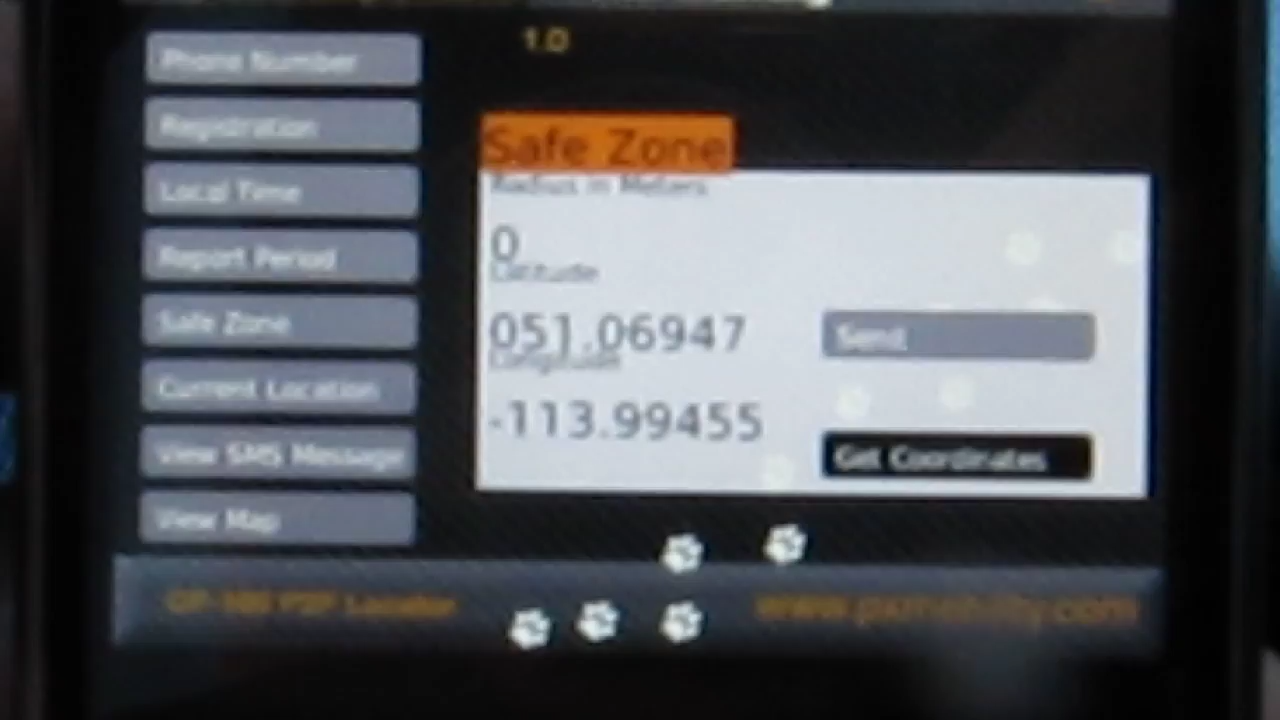 1.0
Phone Number
Registration
Local Time
Report Period
Safe Zone
Current Location
View SMS Message
View Map
Safe Zone
Radius in Meters
0
Latitude
051.06947
Longitude
-113.99455
Send
Get Coordinates
Locator